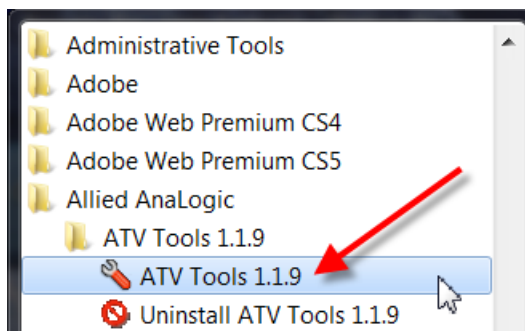 Administrative Tools
Adobe
Adobe Web Premium CS4
Adobe Web Premium CS5
Allied AnaLogic
ATV Tools 1.1.9
ATV Tools 1.1.9
Uninstall ATV Tools 1.1.9